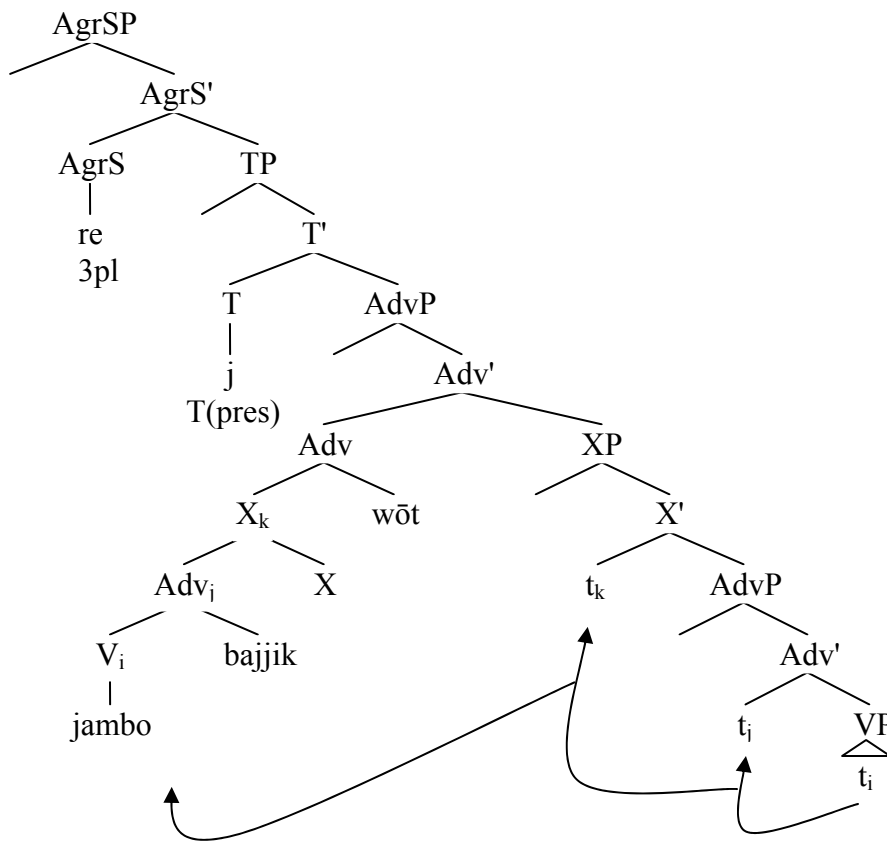 AgrSP
AgrS'
AgrS TP
re T'
3pl
T AdvP
j Adv'
T(pres)
Adv XP
Xₖ wōt X'
Advⱼ X tₖ AdvP
Vᵢ bajjik Adv'
jambo tⱼ VP
tᵢ